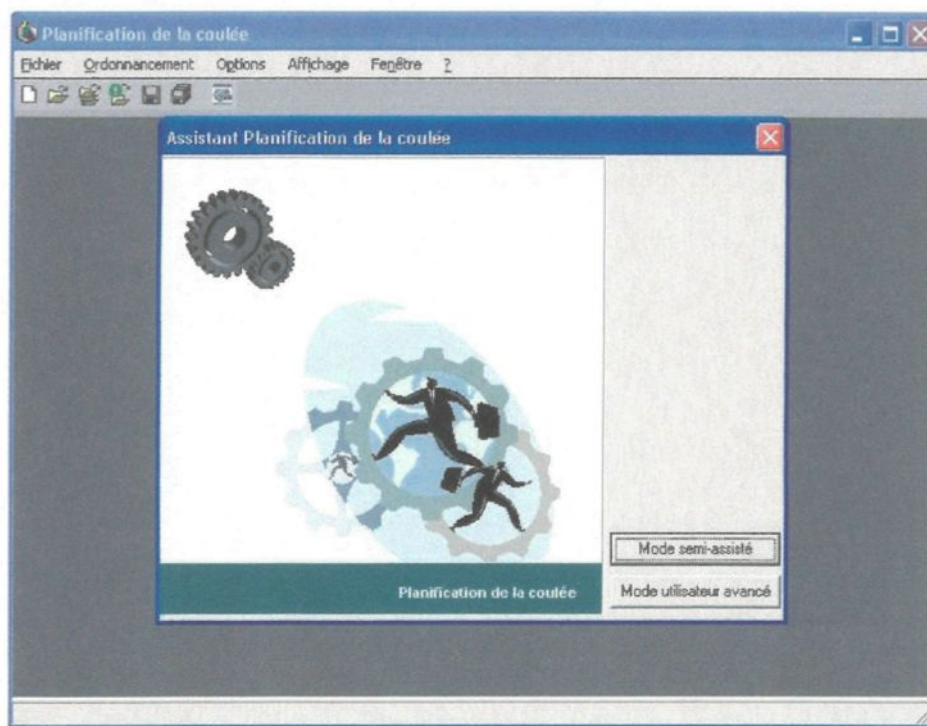 Planification de la coulée
Fichier Ordonnancement Options Affichage Fenêtre ?
Assistant Planification de la coulée
Mode semi-assisté
Planification de la coulée
Mode utilisateur avancé